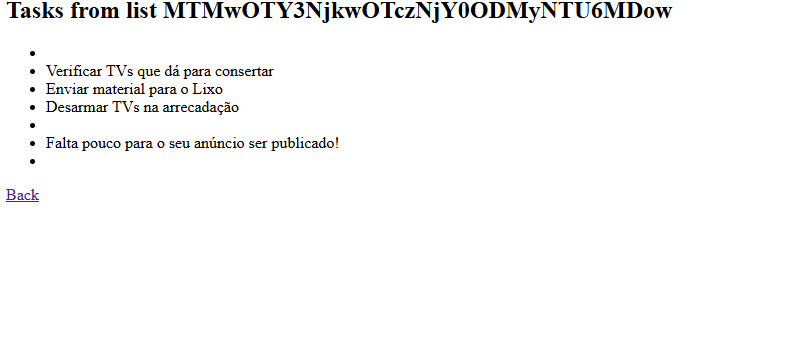 Tasks from list MTMwOTY3NjkwOTczNjY0ODMyNTU6MDow
Verificar TVs que dá para consertar
Enviar material para o Lixo
Desarmar TVs na arrecadação
Falta pouco para o seu anúncio ser publicado!
Back